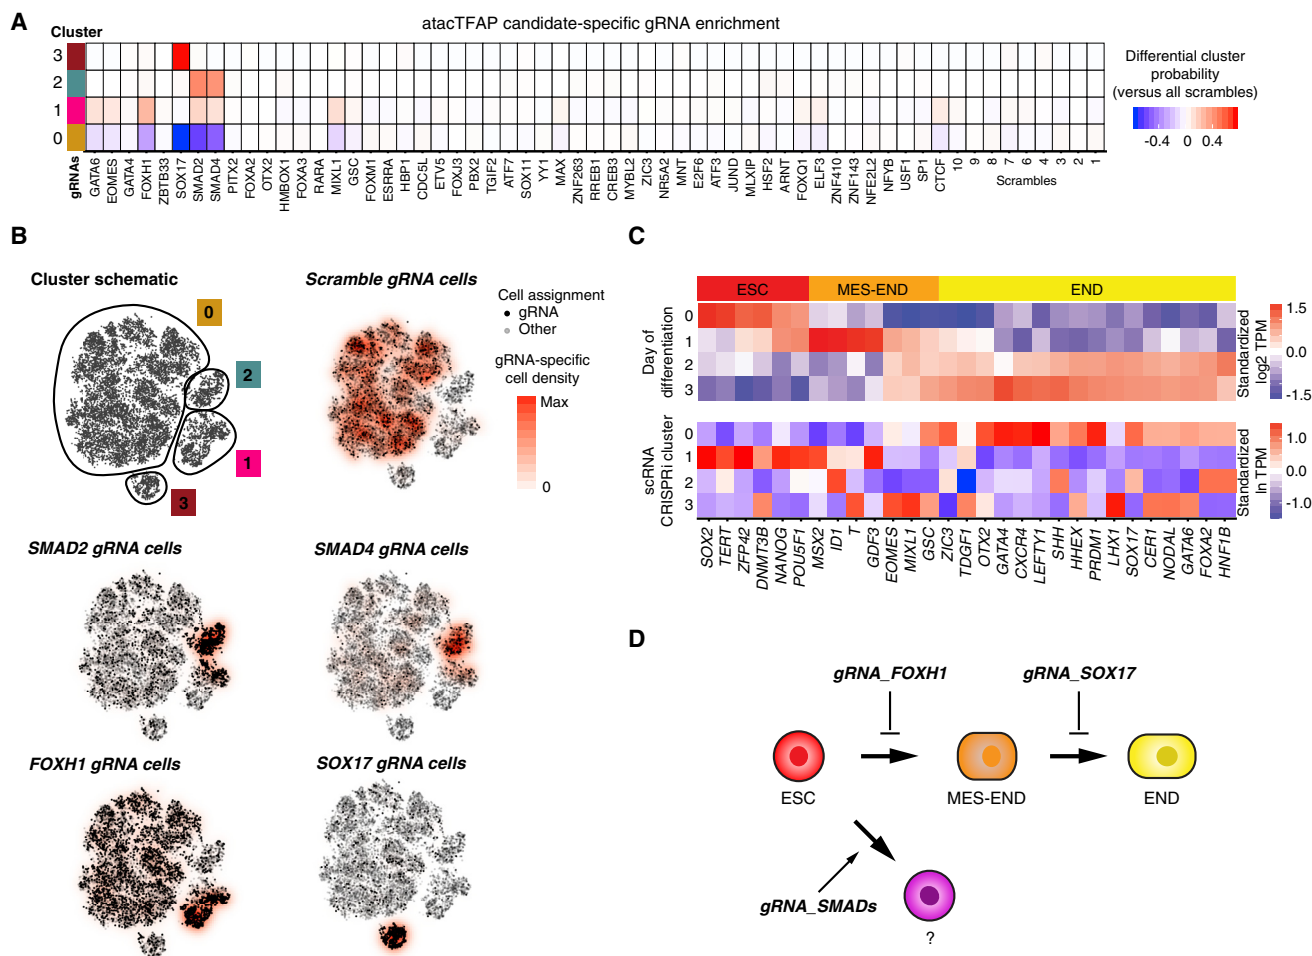 A
atacTFAP candidate-specific gRNA enrichment
Cluster
3
2
1
0
gRNAs
GATA6
EOMES
GATA4
FOXH1
ZBTB33
SOX17
SMAD2
SMAD4
PITX2
FOXA2
OTX2
HMBOX1
FOXA3
RARA
MIXL1
GSC
FOXM1
ESRRA
HBP1
CDC5L
ETV5
FOXJ3
PBX2
TGIF2
ATF7
SOX11
YY1
MAX
ZNF263
RREB1
CREB3
MYBL2
ZIC3
NR5A2
MNT
E2F6
ATF3
JUND
MLXIP
HSF2
ARNT
FOXQ1
ELF3
ZNF410
ZNF143
NFE2L2
NFYB
USF1
SP1
CTCF
10
9
8
7
6
4
3
2
1
Scrambles
Differential cluster
probability
(versus all scrambles)
-0.4
0
0.4
B
Cluster schematic
0
2
1
3
Scramble gRNA cells
Cell assignment
gRNA
Other
gRNA-specific
cell density
Max
0
SMAD2 gRNA cells
SMAD4 gRNA cells
FOXH1 gRNA cells
SOX17 gRNA cells
C
ESC
MES-END
END
Day of
differentiation
0
1
2
3
Standardized
log2 TPM
1.5
1.0
0.0
-1.0
-1.5
scRNA
CRISPRi cluster
0
1
2
3
Standardized
ln TPM
1.0
0.0
-1.0
SOX2
TERT
ZFP42
DNMT3B
NANOG
POU5F1
MSX2
ID1
T
GDF3
EOMES
MIXL1
GSC
ZIC3
TDGF1
OTX2
GATA4
CXCR4
LEFTY1
SHH
HHEX
PRDM1
LHX1
SOX17
CER1
NODAL
GATA6
FOXA2
HNF1B
D
gRNA_FOXH1
gRNA_SOX17
ESC
MES-END
END
gRNA_SMADs
?